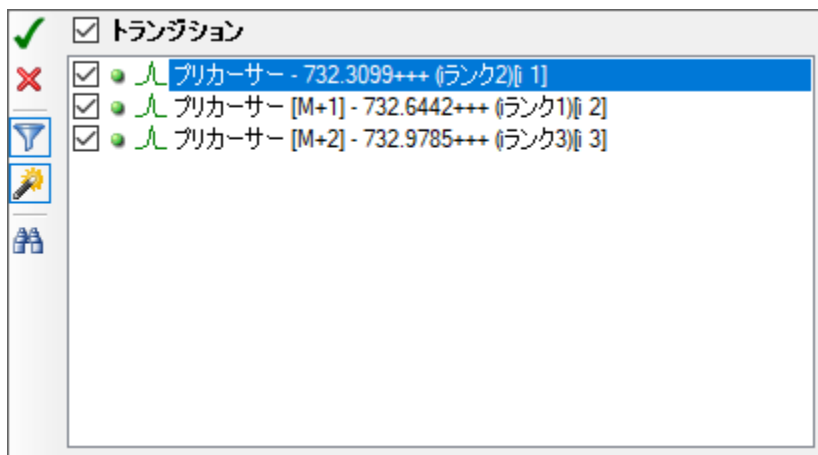 トランジション
プリカーサー - 732.3099+++ (iランク2)[i 1]
プリカーサー [M+1] - 732.6442+++ (iランク1)[i 2]
プリカーサー [M+2] - 732.9785+++ (iランク3)[i 3]